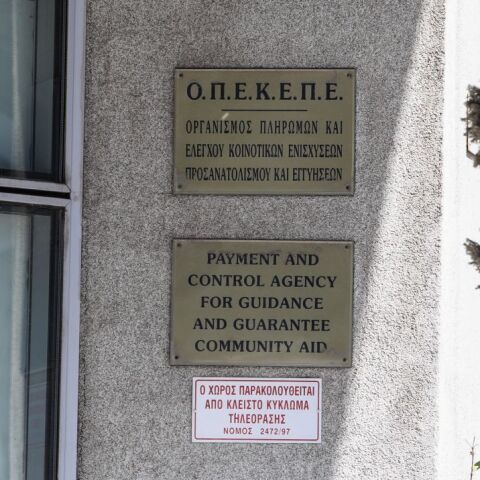 Ο.Π.Ε.Κ.Ε.Π.Ε.
ΟΡΓΑΝΙΣΜΟΣ ΠΛΗΡΩΜΩΝ ΚΑΙ
ΕΛΕΓΧΟΥ ΚΟΙΝΟΤΙΚΩΝ ΕΝΙΣΧΥΣΕΩΝ
ΠΡΟΣΑΝΑΤΟΛΙΣΜΟΥ ΚΑΙ ΕΓΓΥΗΣΕΩΝ
PAYMENT AND
CONTROL AGENCY
FOR GUIDANCE
AND GUARANTEE
COMMUNITY AID
Ο ΧΩΡΟΣ ΠΑΡΑΚΟΛΟΥΘΕΙΤΑΙ
ΑΠΟ ΚΛΕΙΣΤΟ ΚΥΚΛΩΜΑ
ΤΗΛΕΟΡΑΣΗΣ
ΝΟΜΟΣ 2472/97